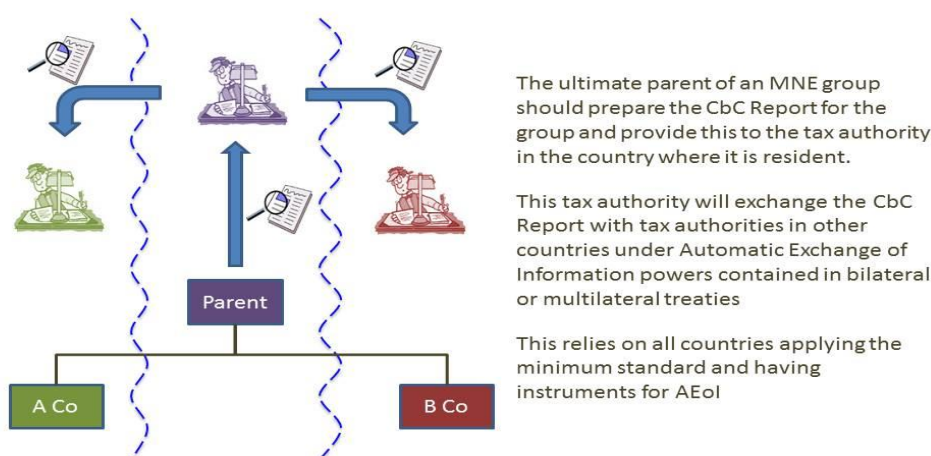 Parent
A Co
B Co
The ultimate parent of an MNE group
should prepare the CbC Report for the
group and provide this to the tax authority
in the country where it is resident.
This tax authority will exchange the CbC
Report with tax authorities in other
countries under Automatic Exchange of
Information powers contained in bilateral
or multilateral treaties
This relies on all countries applying the
minimum standard and having
instruments for AEoI